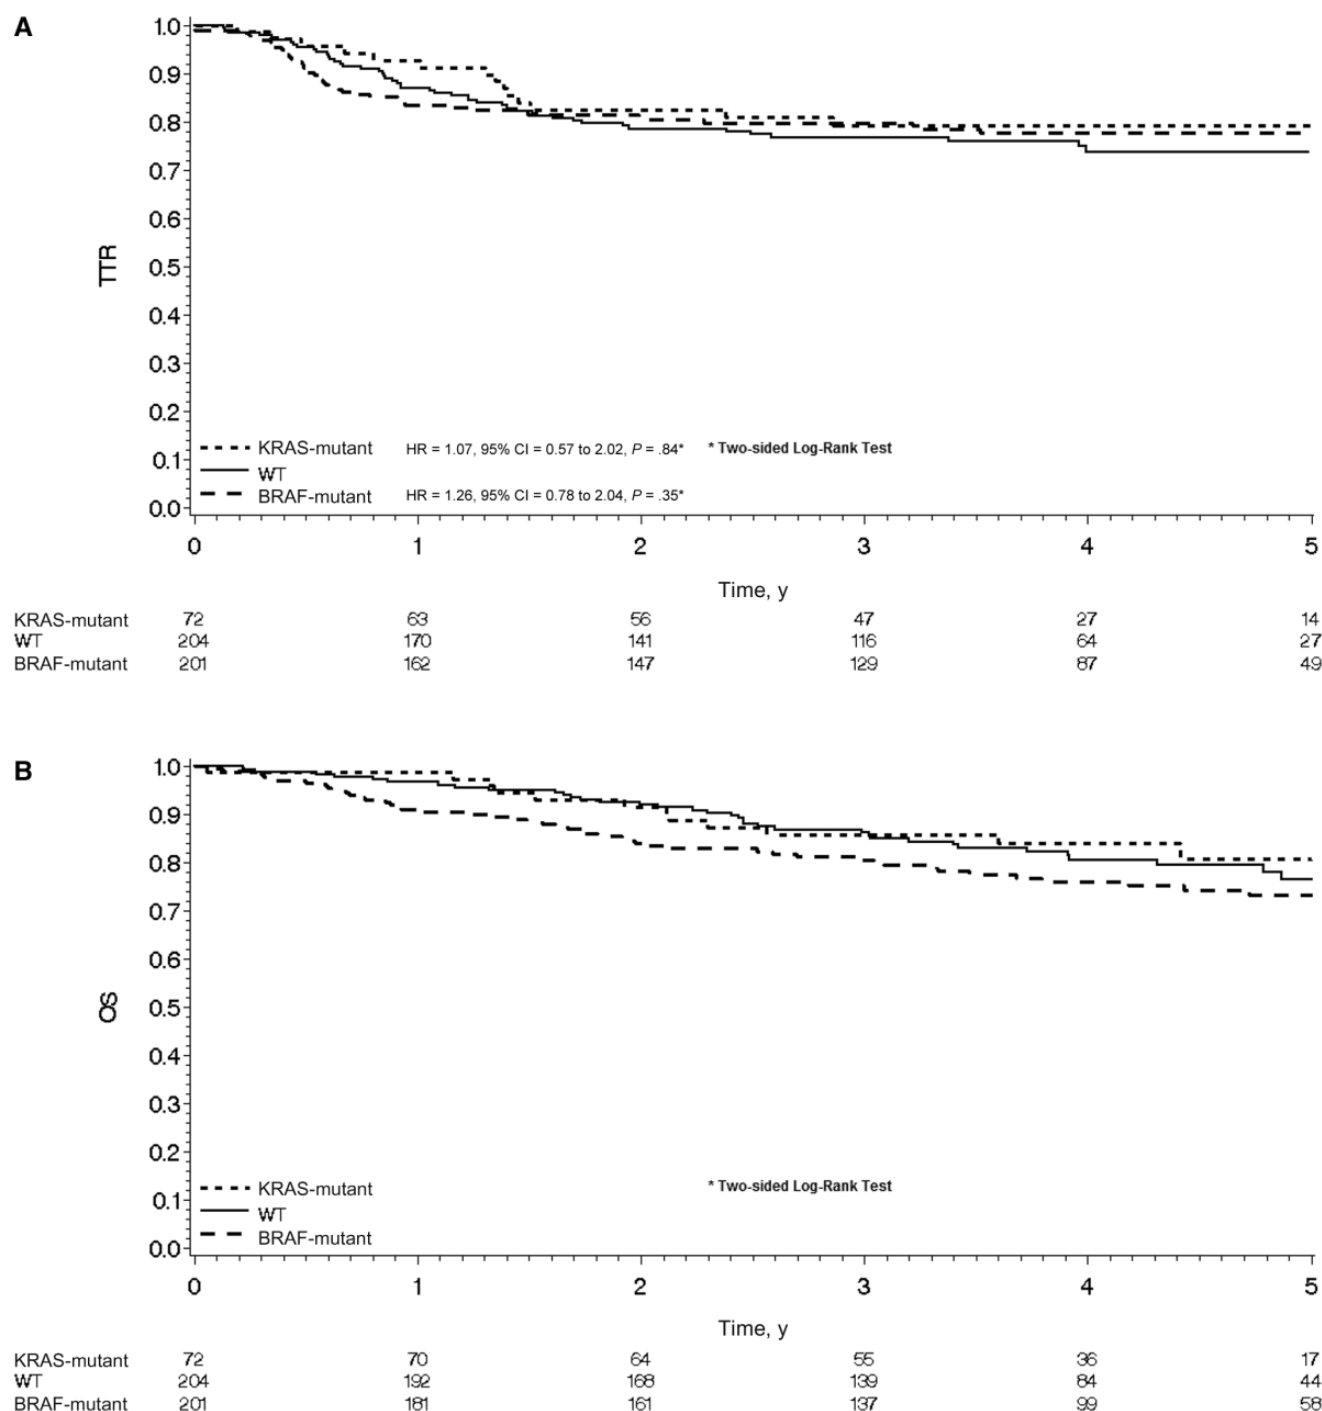 A
1.0
0.9
0.8
0.7
0.6
0.5
0.4
0.3
0.2
0.1
0.0
TTR
KRAS-mutant HR = 1.07, 95% CI = 0.57 to 2.02, P = .84* * Two-sided Log-Rank Test
WT
BRAF-mutant HR = 1.26, 95% CI = 0.78 to 2.04, P = .35*
0 1 2 3 4 5
Time, y
KRAS-mutant 72 63 56 47 27 14
WT 204 170 141 116 64 27
BRAF-mutant 201 162 147 129 87 49
B
1.0
0.9
0.8
0.7
0.6
0.5
0.4
0.3
0.2
0.1
0.0
OS
KRAS-mutant * Two-sided Log-Rank Test
WT
BRAF-mutant
0 1 2 3 4 5
Time, y
KRAS-mutant 72 70 64 55 36 17
WT 204 192 168 139 84 44
BRAF-mutant 201 181 161 137 99 58